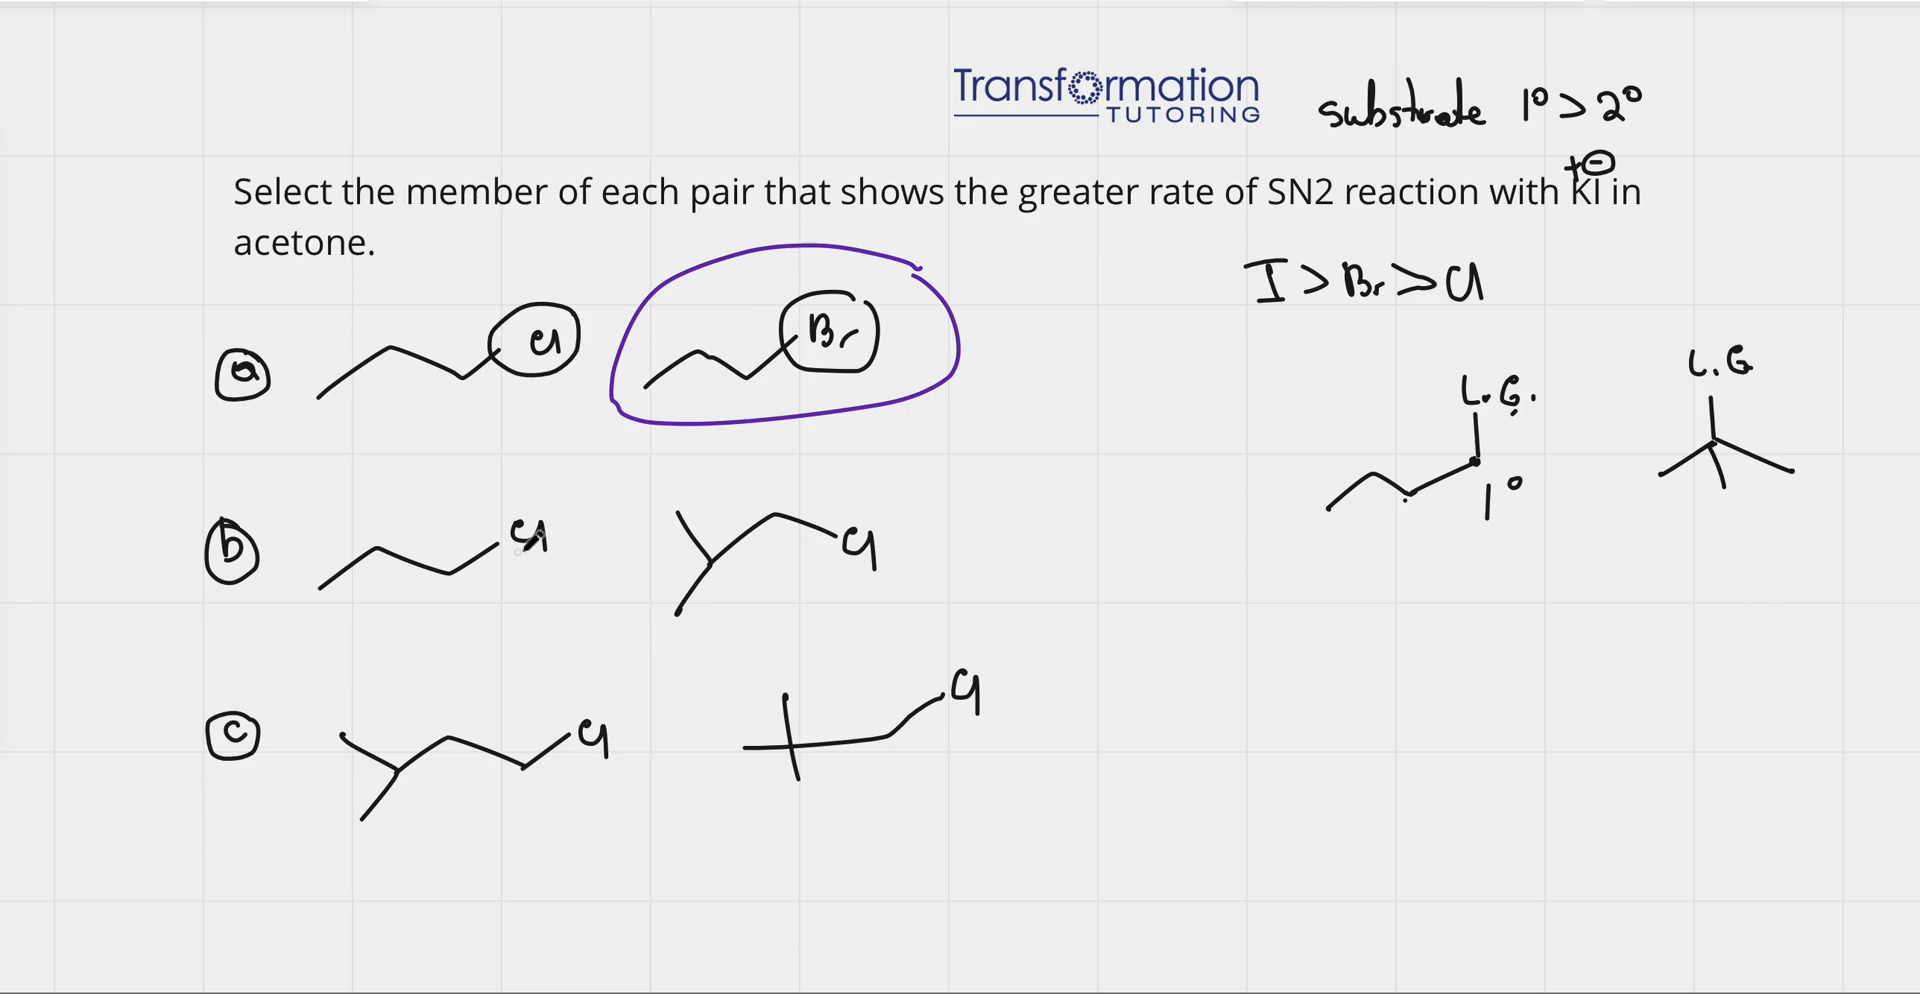 Transformation
TUTORING
substrate 1° > 2°
+ -
Select the member of each pair that shows the greater rate of SN2 reaction with KI in
acetone.
I > Br > Cl
a
Cl
Br
L.G.
L.G
1°
b
Cl
Cl
c
Cl
Cl